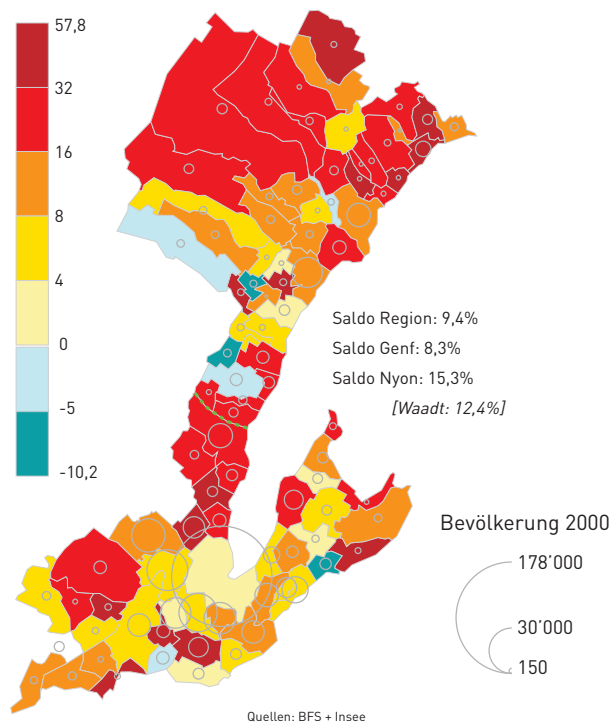 57,8
32
16
8
4
0
-5
-10,2
Saldo Region: 9,4%
Saldo Genf: 8,3%
Saldo Nyon: 15,3%
[Waadt: 12,4%]
Bevölkerung 2000
178’000
30’000
150
Quellen: BFS + Insee